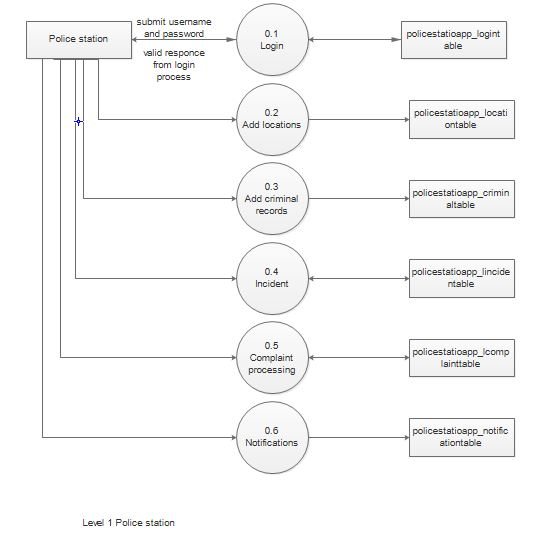 submit username
and password
Police station
valid responce
from login
process
0.1
Login
policestatioapp_logint
able
0.2
Add locations
policestatioapp_locati
ontable
0.3
Add criminal
records
policestatioapp_crimin
altable
0.4
Incident
policestatioapp_lincide
ntable
0.5
Complaint
processing
policestatioapp_lcomp
lainttable
0.6
Notifications
policestatioapp_notific
ationtable
Level 1 Police station